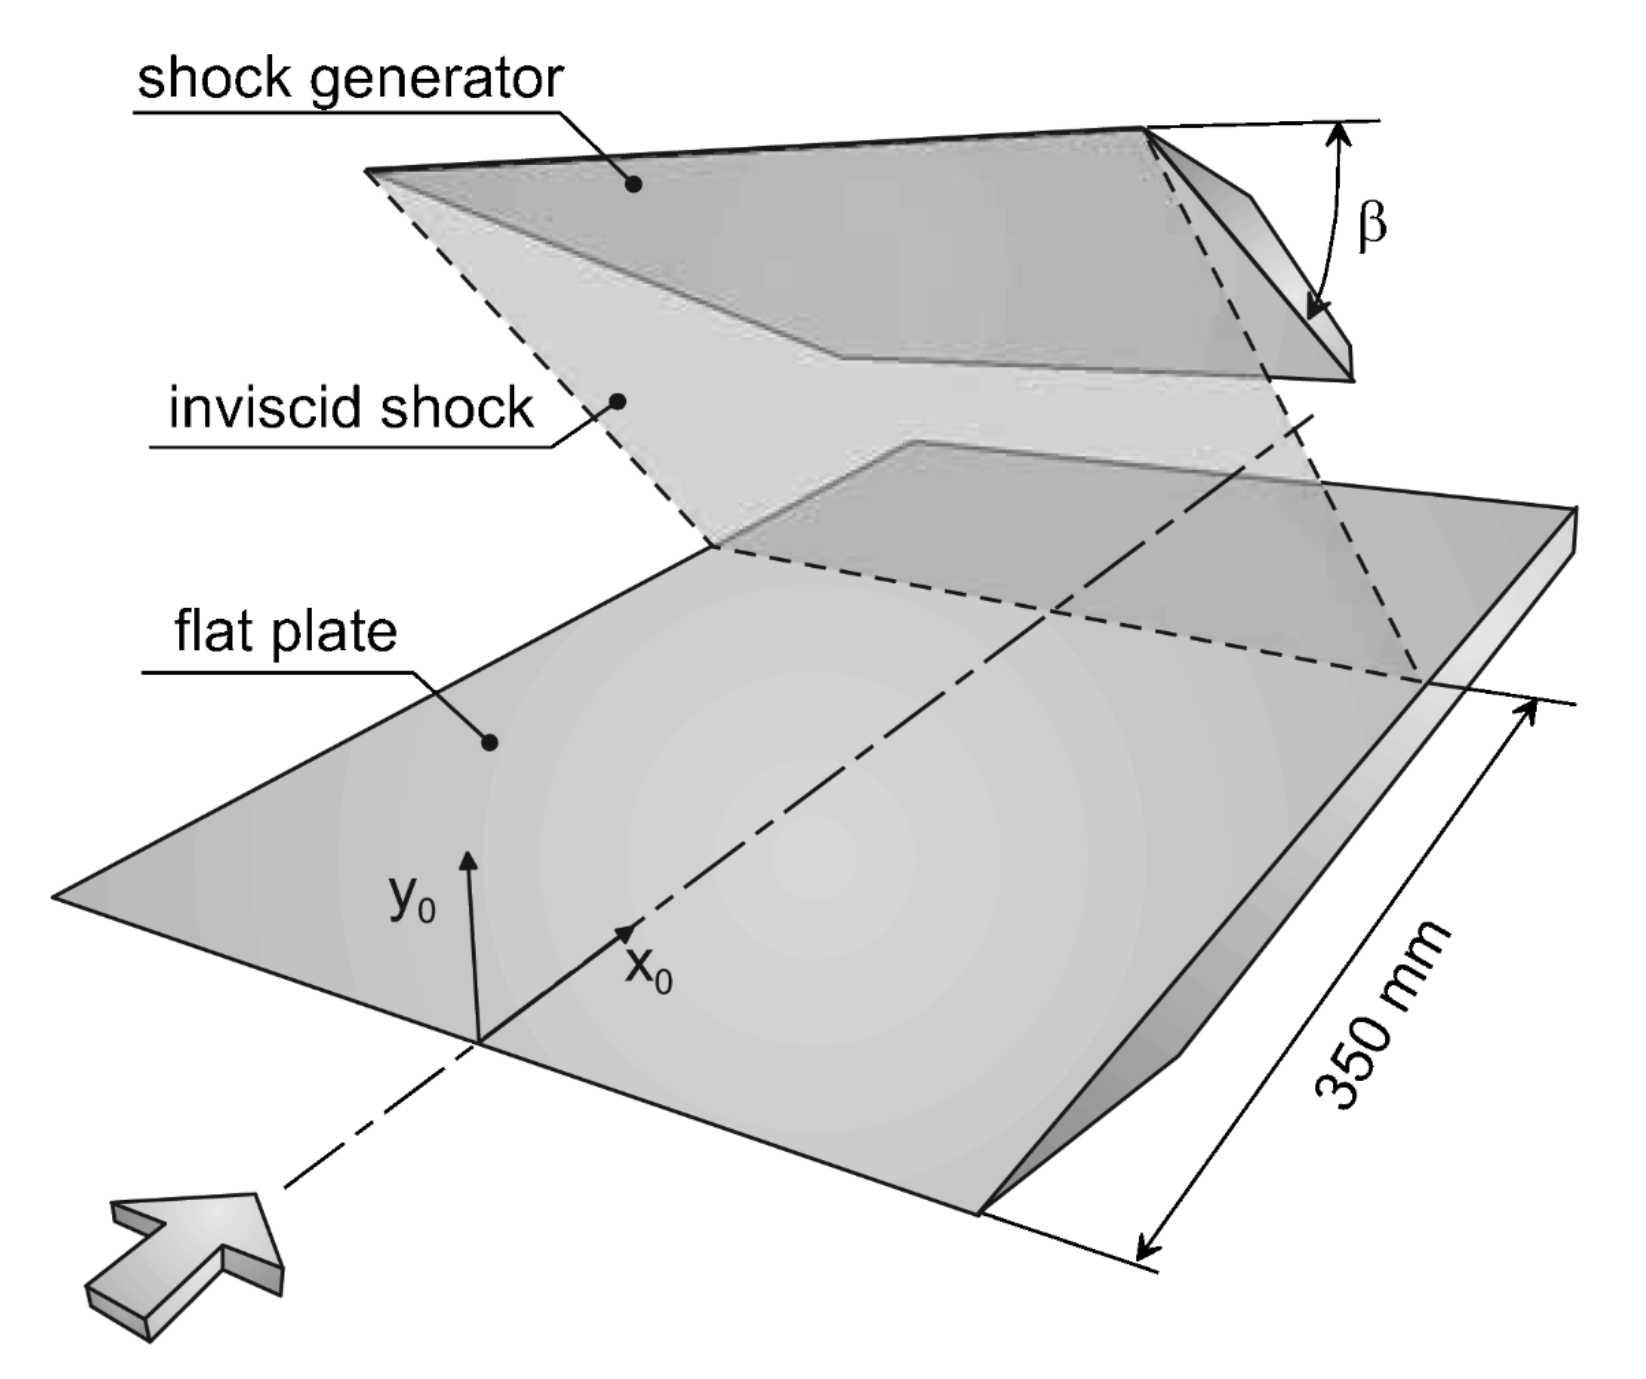 shock generator
β
inviscid shock
flat plate
y₀
x₀
350 mm